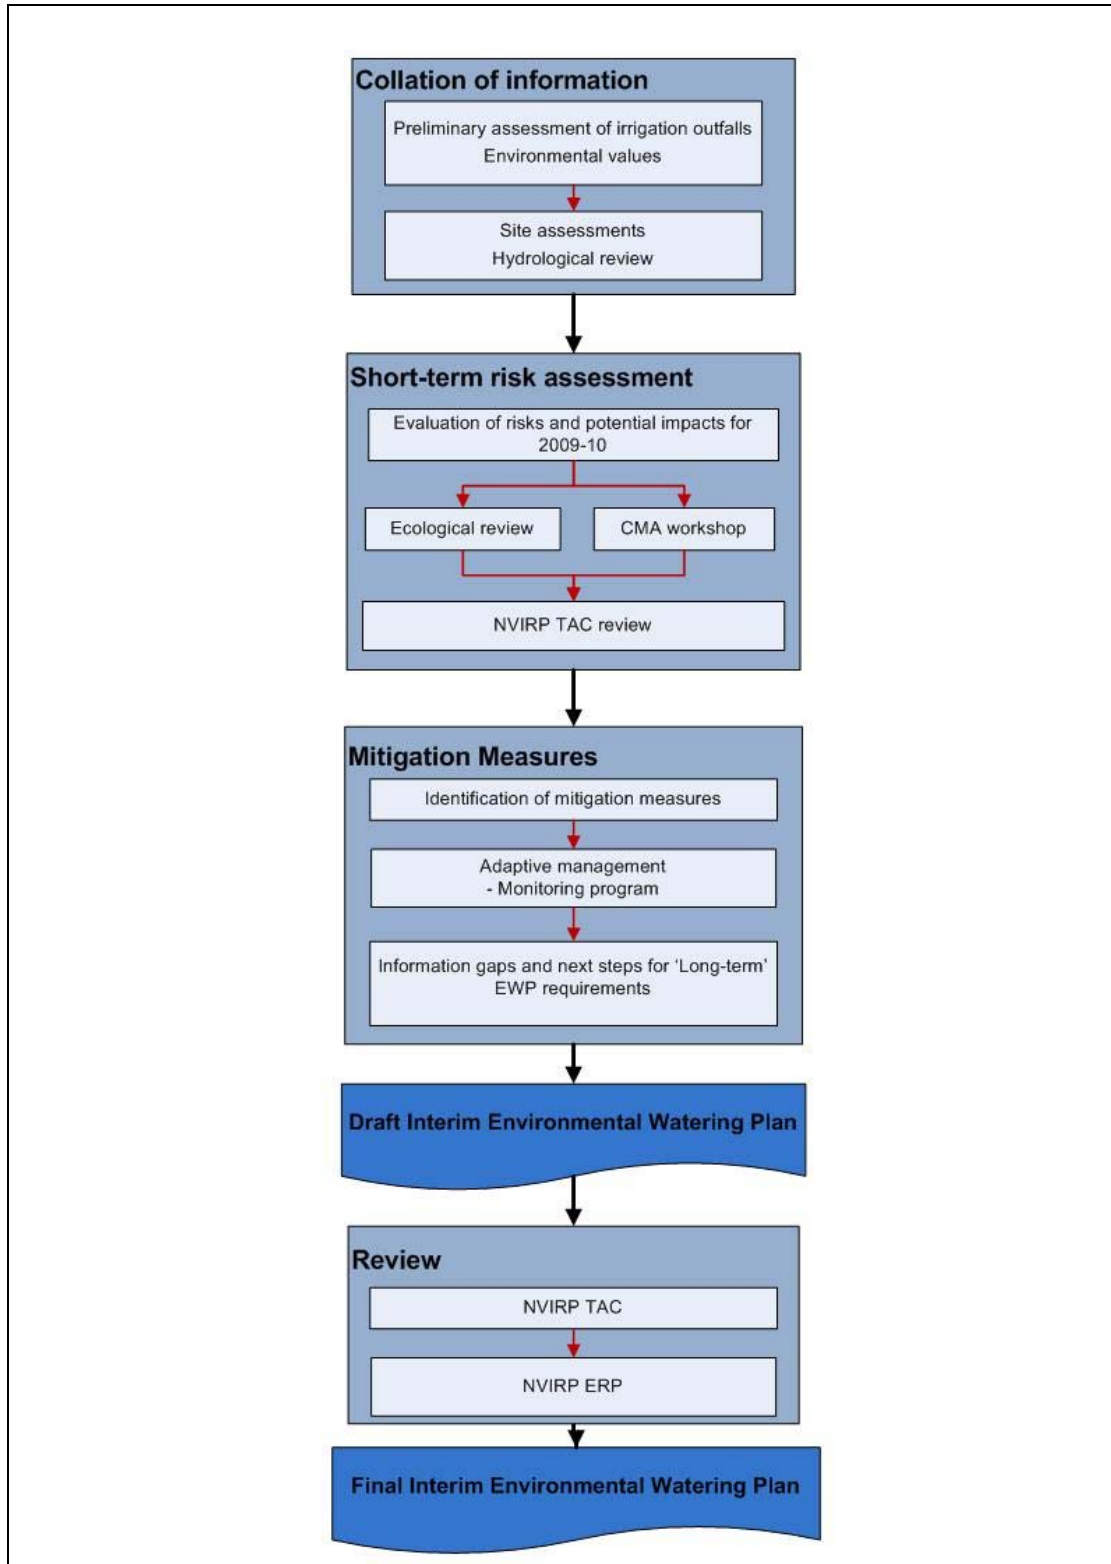 Collation of information
Preliminary assessment of irrigation outfalls
Environmental values
Site assessments
Hydrological review
Short-term risk assessment
Evaluation of risks and potential impacts for
2009-10
Ecological review
CMA workshop
NVIRP TAC review
Mitigation Measures
Identification of mitigation measures
Adaptive management
- Monitoring program
Information gaps and next steps for ‘Long-term’
EWP requirements
Draft Interim Environmental Watering Plan
Review
NVIRP TAC
NVIRP ERP
Final Interim Environmental Watering Plan